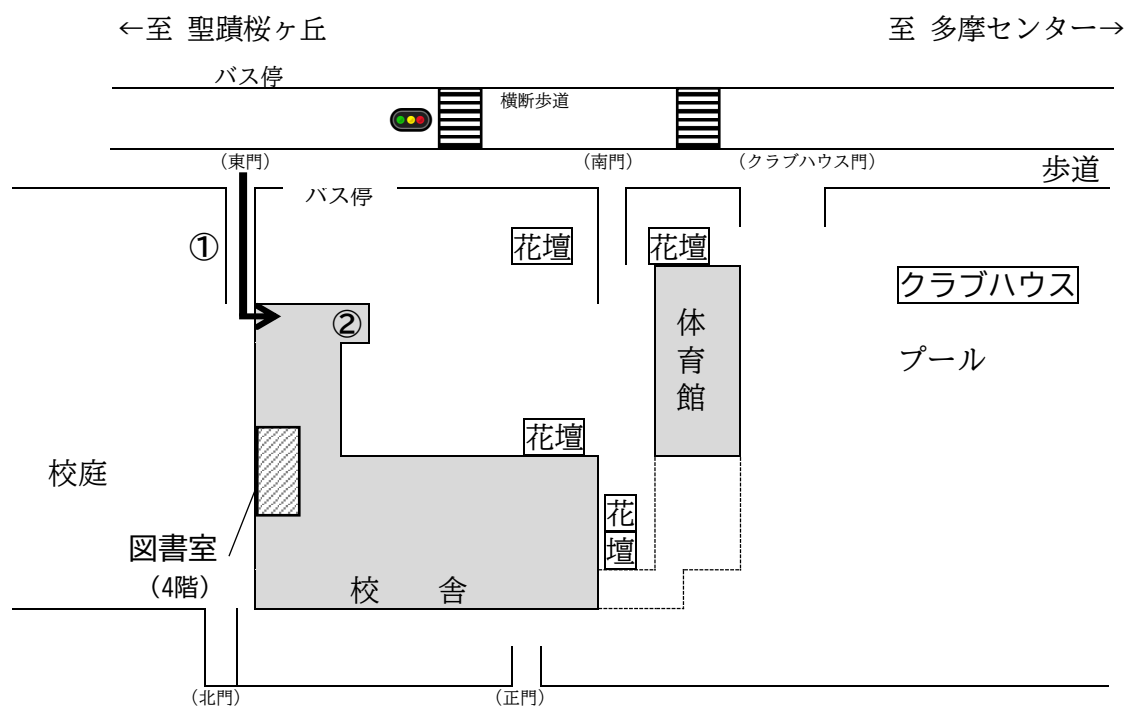 ←至 聖蹟桜ヶ丘
至 多摩センター→
バス停
横断歩道
（東門）
（南門）
（クラブハウス門）
歩道
バス停
①
花壇
花壇
クラブハウス
②
体育館
プール
花壇
校庭
花壇
図書室
（4階）
校 舎
（北門）
（正門）